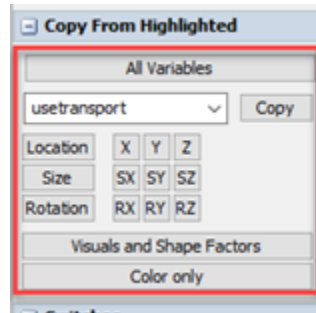 Copy From Highlighted
All Variables
usetransport Copy
Location X Y Z
Size SX SY SZ
Rotation RX RY RZ
Visuals and Shape Factors
Color only